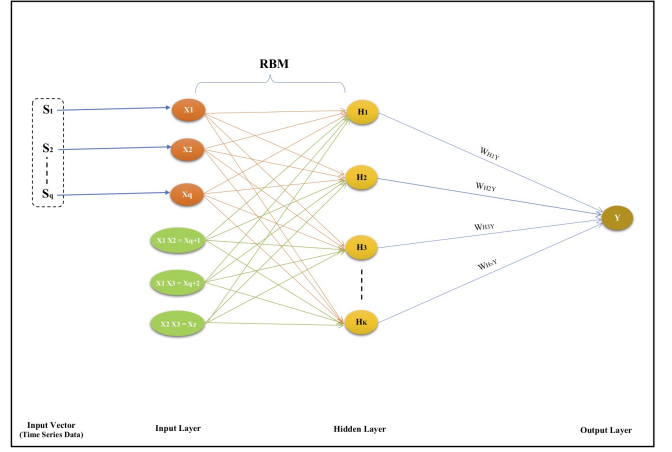 RBM
S1
S2
Sq
X1
X2
Xq
X1 X2 = Xq+1
X1 X3 = Xq+2
X2 X3 = Xz
H1
H2
H3
HK
WH1Y
WH2Y
WH3Y
Y
Input Vector
(Time Series Data)
Input Layer
Hidden Layer
Output Layer